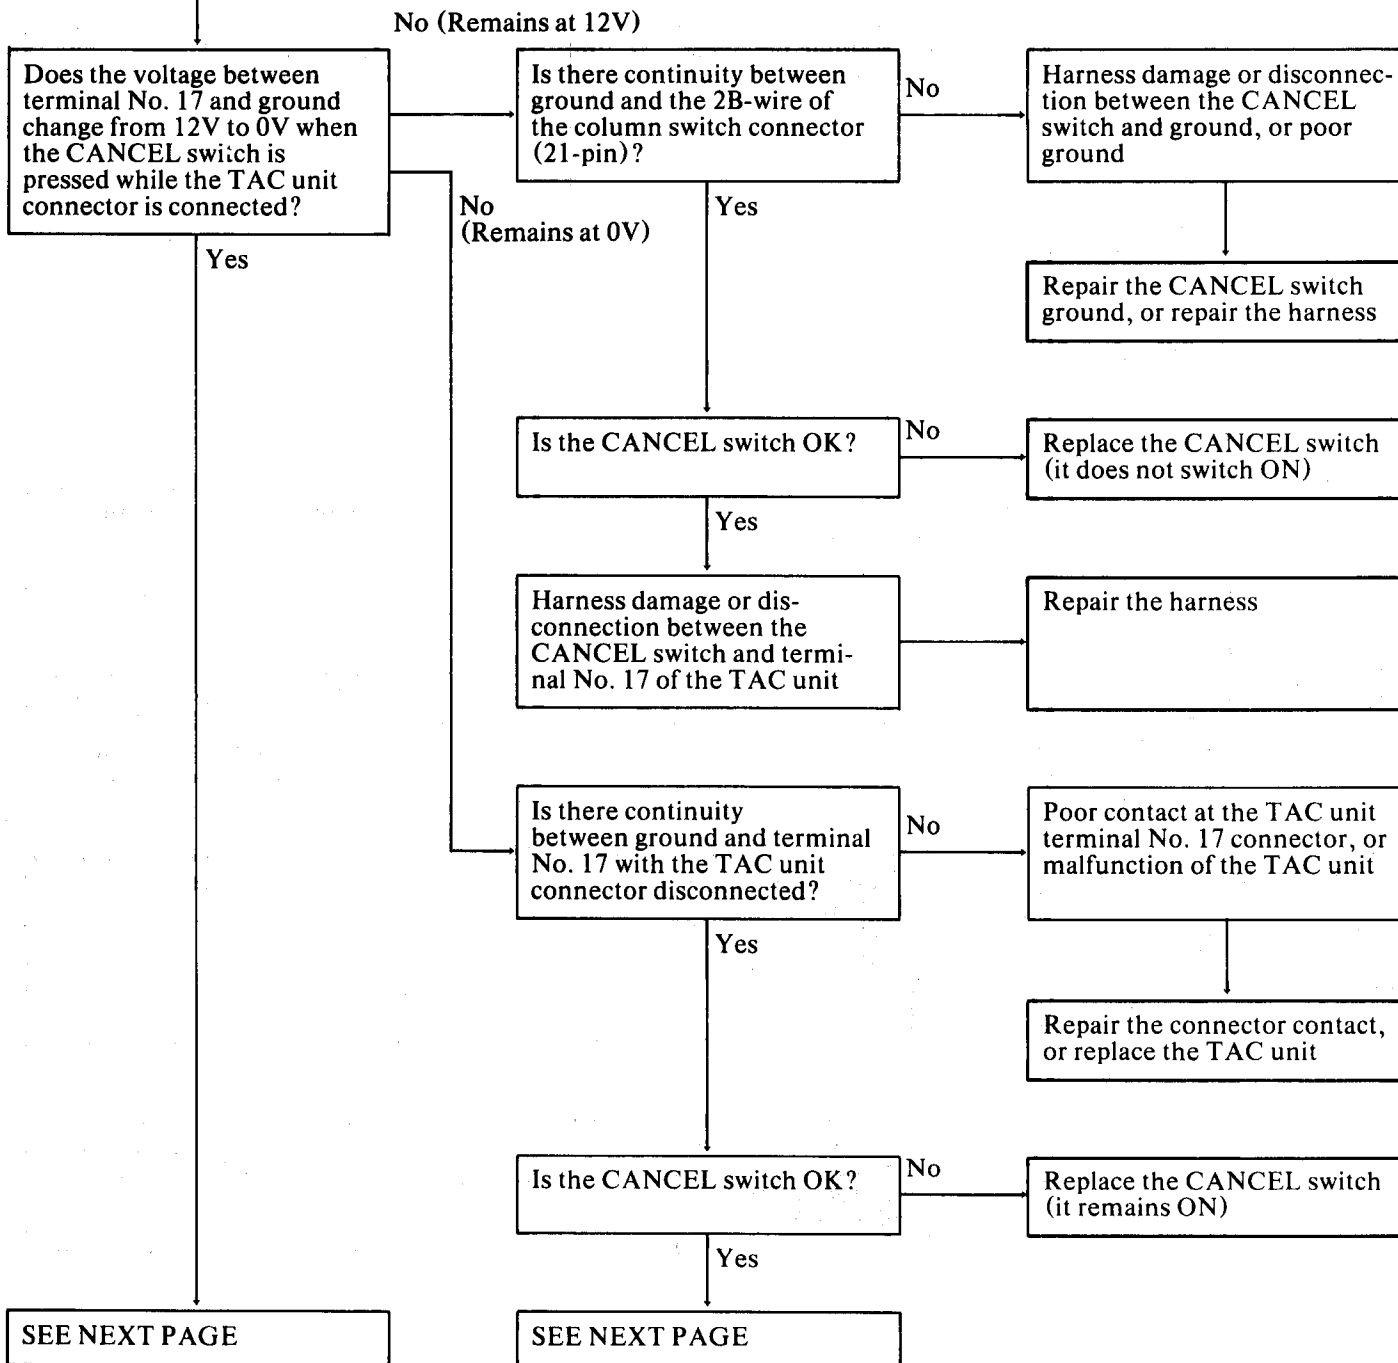 No (Remains at 12V)
Does the voltage between
terminal No. 17 and ground
change from 12V to 0V when
the CANCEL switch is
pressed while the TAC unit
connector is connected?
Is there continuity between
ground and the 2B-wire of
the column switch connector
(21-pin)?
No
Harness damage or disconnec-
tion between the CANCEL
switch and ground, or poor
ground
No
(Remains at 0V)
Yes
Yes
Repair the CANCEL switch
ground, or repair the harness
Is the CANCEL switch OK?
No
Replace the CANCEL switch
(it does not switch ON)
Yes
Harness damage or dis-
connection between the
CANCEL switch and termi-
nal No. 17 of the TAC unit
Repair the harness
Is there continuity
between ground and terminal
No. 17 with the TAC unit
connector disconnected?
No
Poor contact at the TAC unit
terminal No. 17 connector, or
malfunction of the TAC unit
Yes
Repair the connector contact,
or replace the TAC unit
Is the CANCEL switch OK?
No
Replace the CANCEL switch
(it remains ON)
Yes
SEE NEXT PAGE
SEE NEXT PAGE